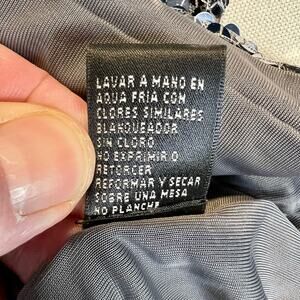 LAVAR A MANO EN
AQUA FRIA CON
CLORES SIMILARES
BLANQUEADOR
SIN CLORO
NO EXPRIMIR O
RETORCER
REFORMAR Y SECAR
SOBRE UNA MESA
NO PLANCHE